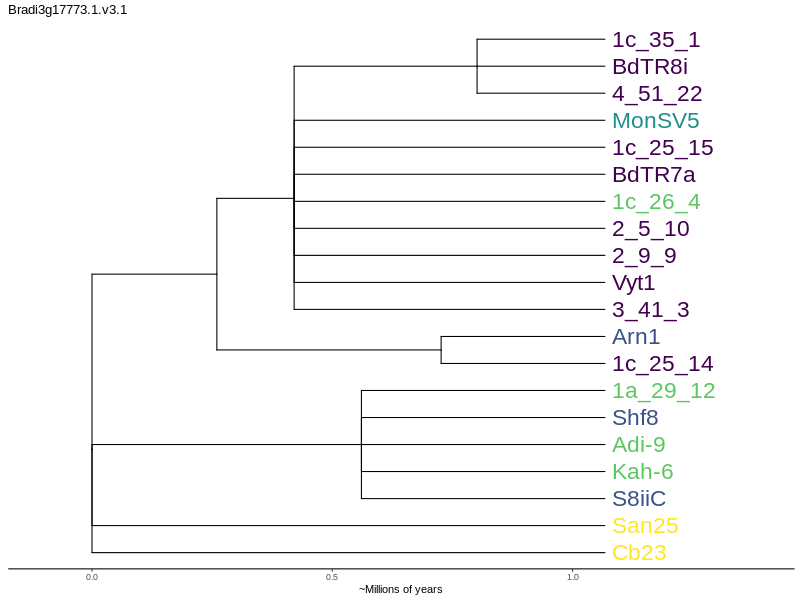 Bradi3g17773.1.v3.1
1c_35_1
BdTR8i
4_51_22
MonSV5
1c_25_15
BdTR7a
1c_26_4
2_5_10
2_9_9
Vyt1
3_41_3
Arn1
1c_25_14
1a_29_12
Shf8
Adi-9
Kah-6
S8iiC
San25
Cb23
0.0 0.5 1.0
~Millions of years